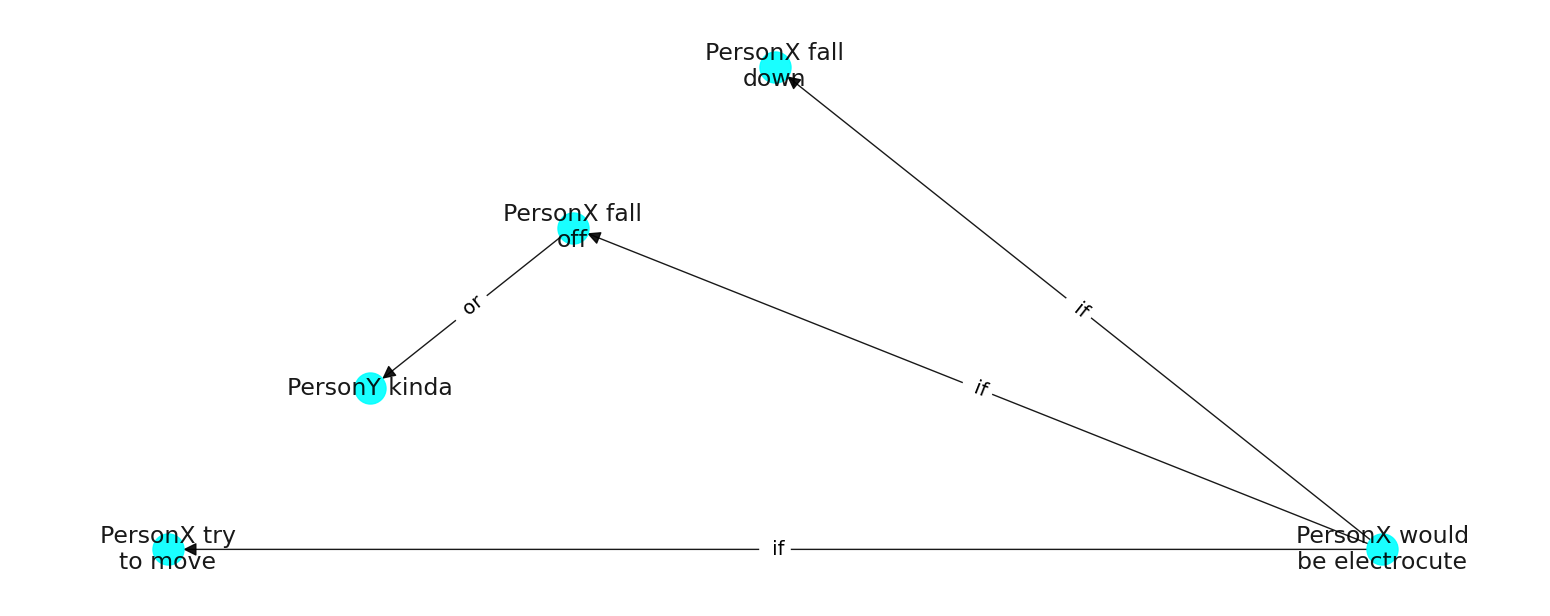 PersonX fall
down
PersonX fall
off
or
if
PersonY kinda
if
PersonX try
to move
if
PersonX would
be electrocute